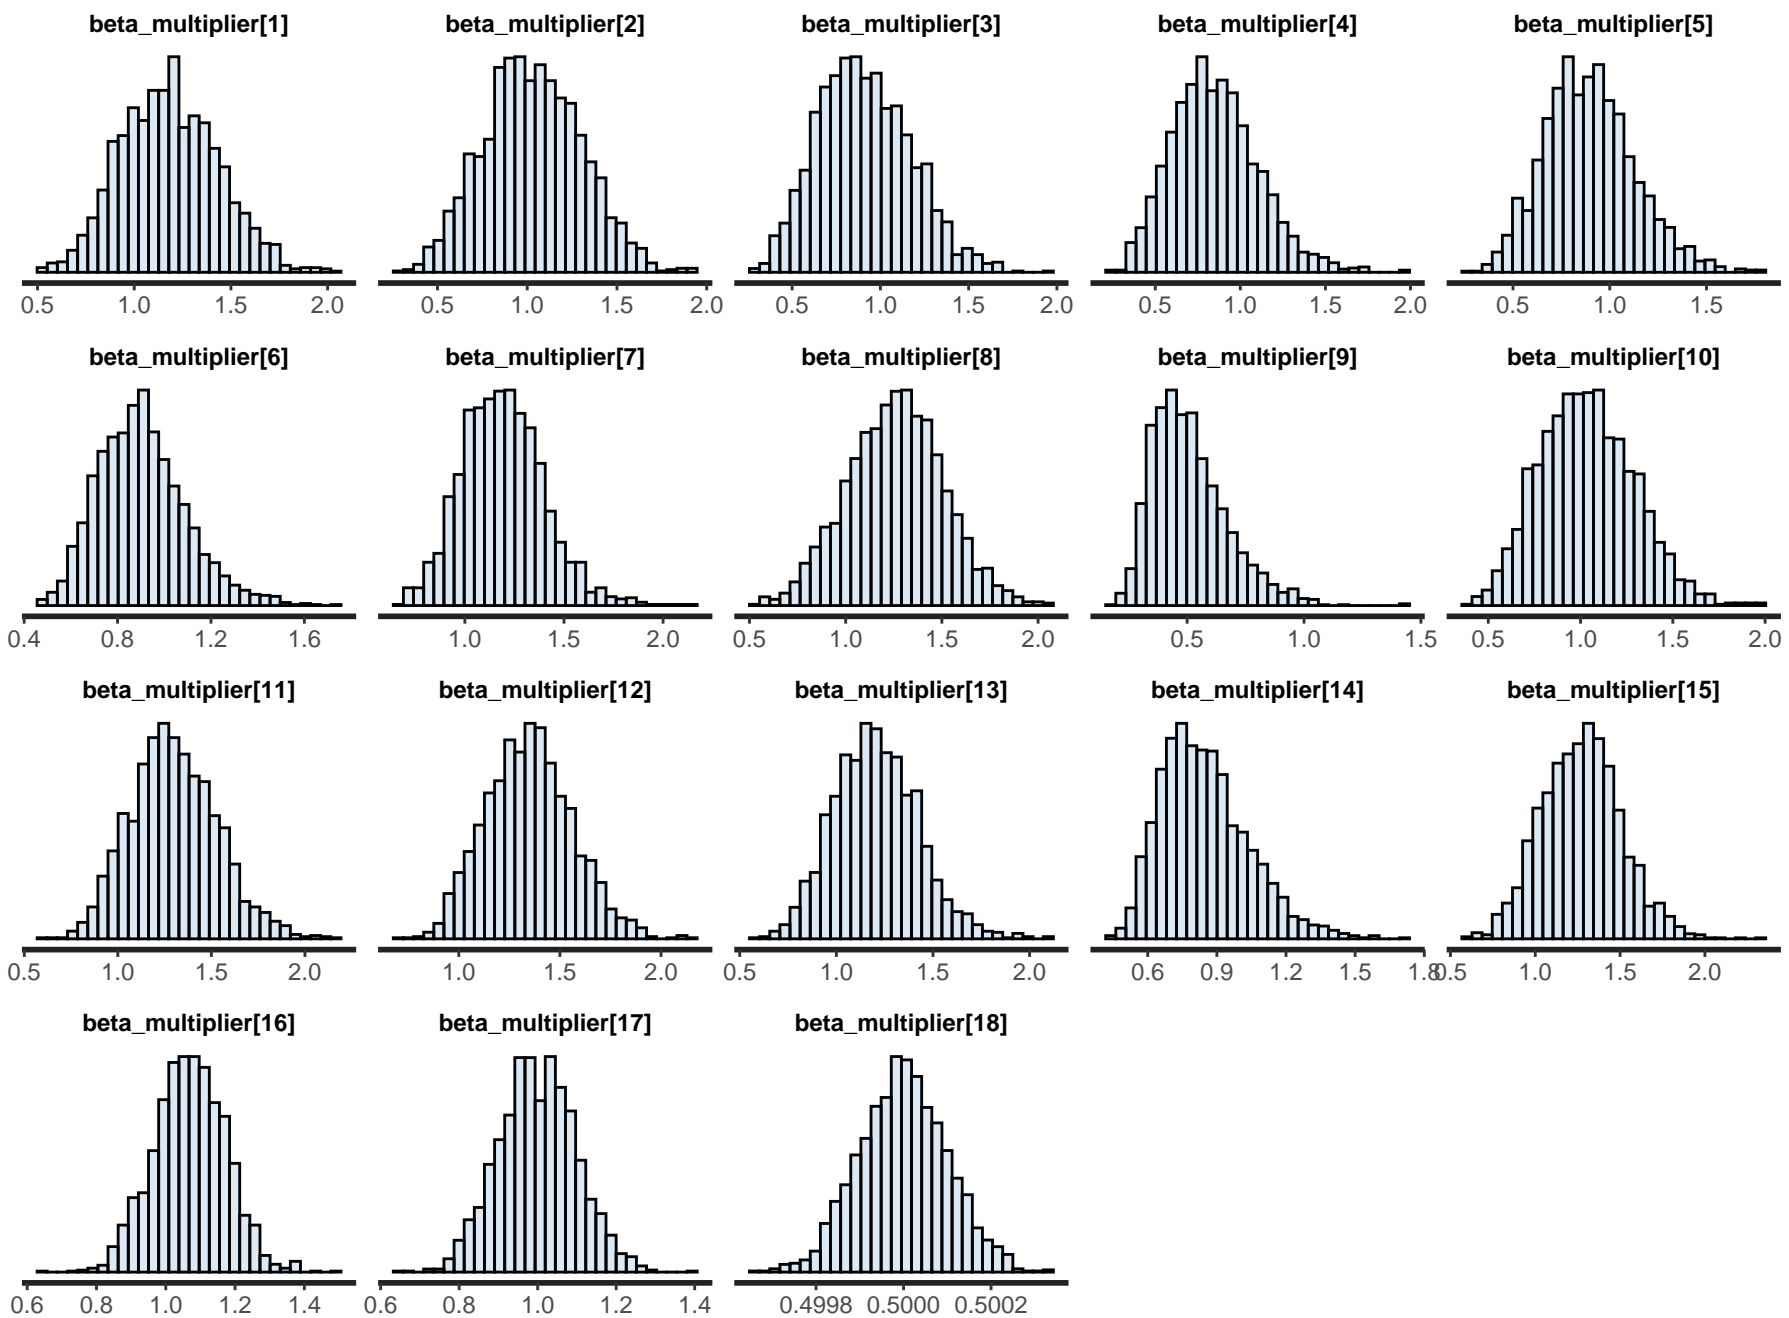 beta_multiplier[1] beta_multiplier[2] beta_multiplier[3] beta_multiplier[4] beta_multiplier[5]
0.5 1.0 1.5 2.0 0.5 1.0 1.5 2.0 0.5 1.0 1.5 2.0 0.5 1.0 1.5 2.0 0.5 1.0 1.5
beta_multiplier[6] beta_multiplier[7] beta_multiplier[8] beta_multiplier[9] beta_multiplier[10]
0.4 0.8 1.2 1.6 1.0 1.5 2.0 0.5 1.0 1.5 2.0 0.5 1.0 1.5 0.5 1.0 1.5 2.0
beta_multiplier[11] beta_multiplier[12] beta_multiplier[13] beta_multiplier[14] beta_multiplier[15]
0.5 1.0 1.5 2.0 1.0 1.5 2.0 0.5 1.0 1.5 2.0 0.6 0.9 1.2 1.5 1.8 0.5 1.0 1.5 2.0
beta_multiplier[16] beta_multiplier[17] beta_multiplier[18]
0.6 0.8 1.0 1.2 1.4 0.6 0.8 1.0 1.2 1.4 0.4998 0.5000 0.5002